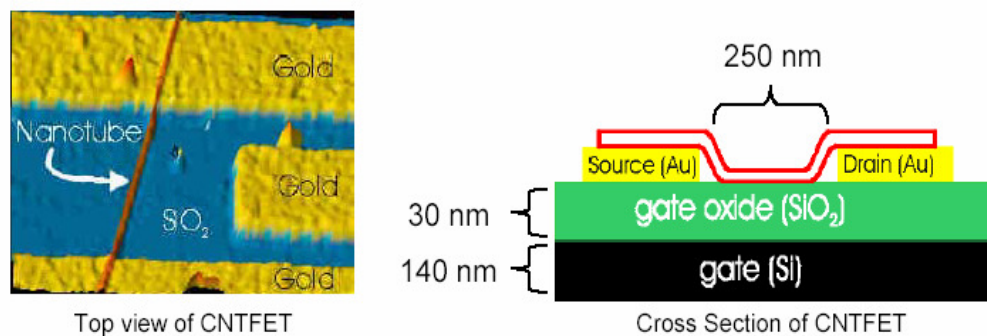 Gold
Nanotube
SiO₂
Gold
Gold
Top view of CNTFET
250 nm
Source (Au)
Drain (Au)
30 nm
gate oxide (SiO₂)
140 nm
gate (Si)
Cross Section of CNTFET